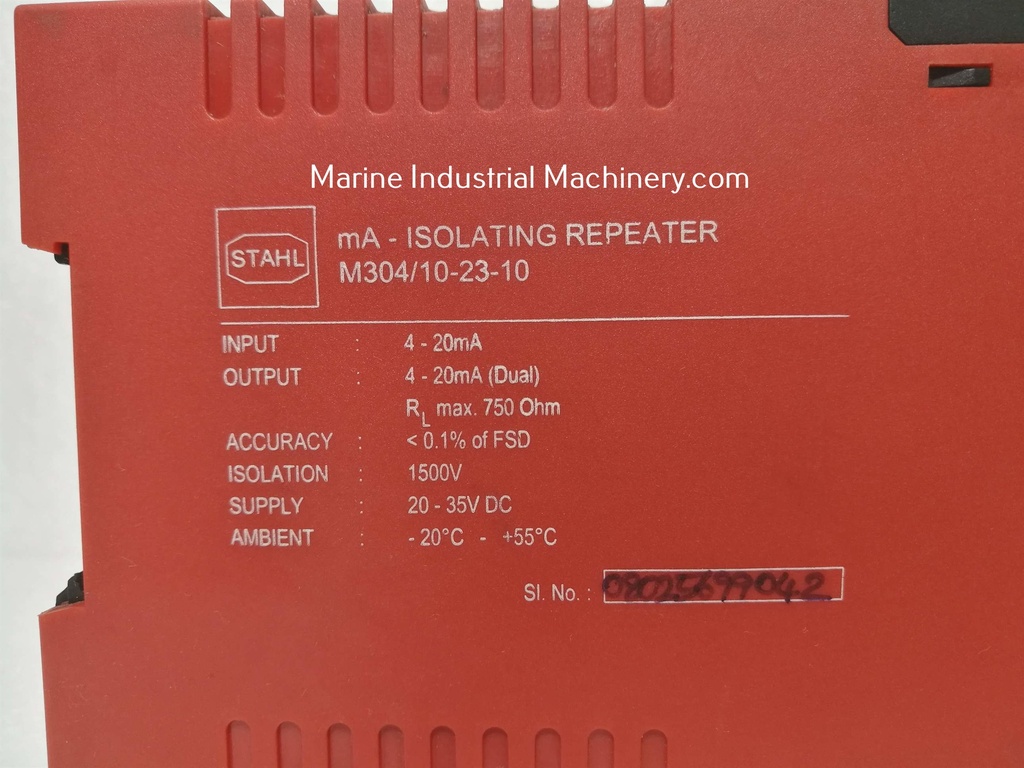 Marine Industrial Machinery.com
STAHL
mA - ISOLATING REPEATER
M304/10-23-10
INPUT : 4 - 20mA
OUTPUT : 4 - 20mA (Dual)
RL max. 750 Ohm
ACCURACY : < 0.1% of FSD
ISOLATION : 1500V
SUPPLY : 20 - 35V DC
AMBIENT : - 20°C - +55°C
Sl. No. : 08025699042